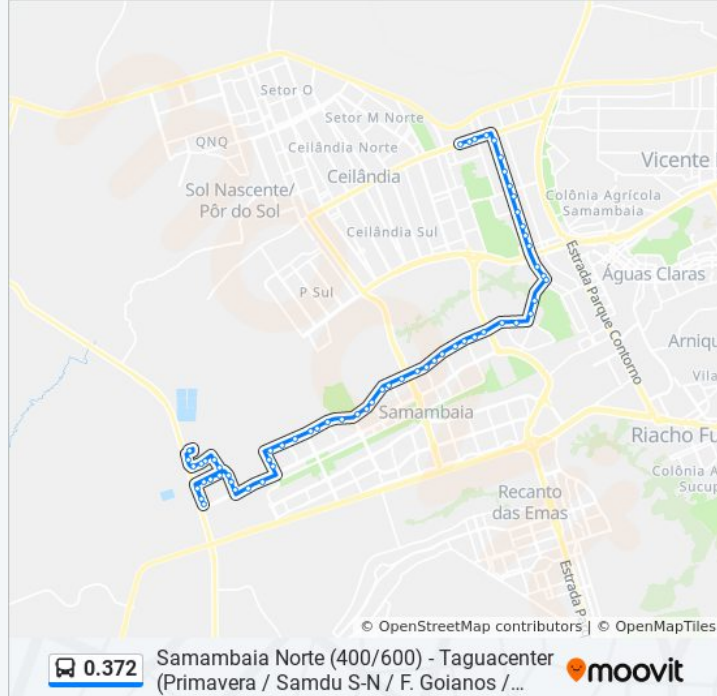 Setor O
Setor M Norte
QNQ
Ceilândia Norte
Vicente
Sol Nascente/
Pôr do Sol
Ceilândia
Colônia Agrícola
Samambaia
Ceilândia Sul
Estrada Parque Contorno
Águas Claras
P Sul
Arniqu
Vila
Samambaia
Riacho Fu
Colônia A
Sucup
Recanto
das Emas
Estrada P
© OpenStreetMap contributors | © OpenMapTiles
0.372
Samambaia Norte (400/600) - Taguacenter
(Primavera / Samdu S-N / F. Goianos /...
moovit